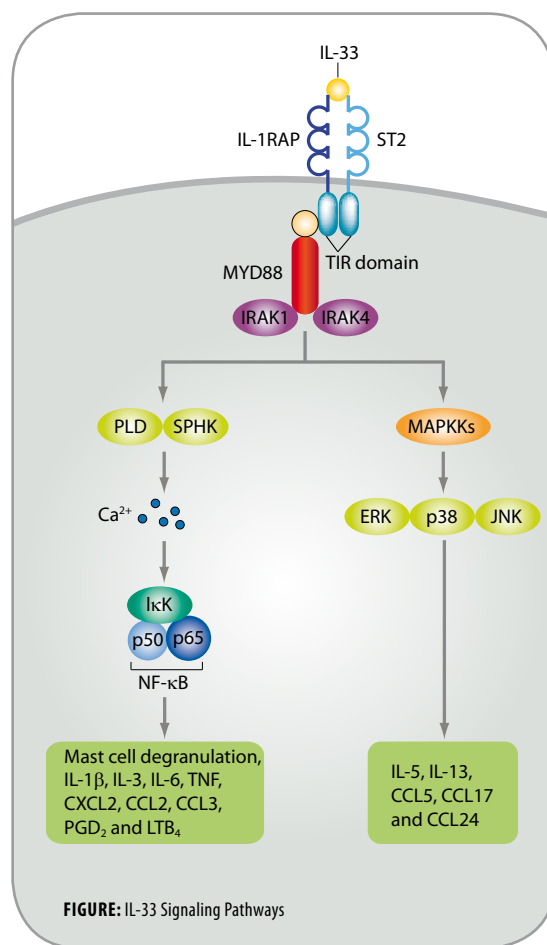 IL-33
IL-1RAP
ST2
TIR domain
MYD88
IRAK1
IRAK4
PLD
SPHK
MAPKKs
Ca²⁺
ERK
p38
JNK
IκK
p50
p65
NF-κB
Mast cell degranulation,
IL-1β, IL-3, IL-6, TNF,
CXCL2, CCL2, CCL3,
PGD₂ and LTB₄
IL-5, IL-13,
CCL5, CCL17
and CCL24
FIGURE: IL-33 Signaling Pathways